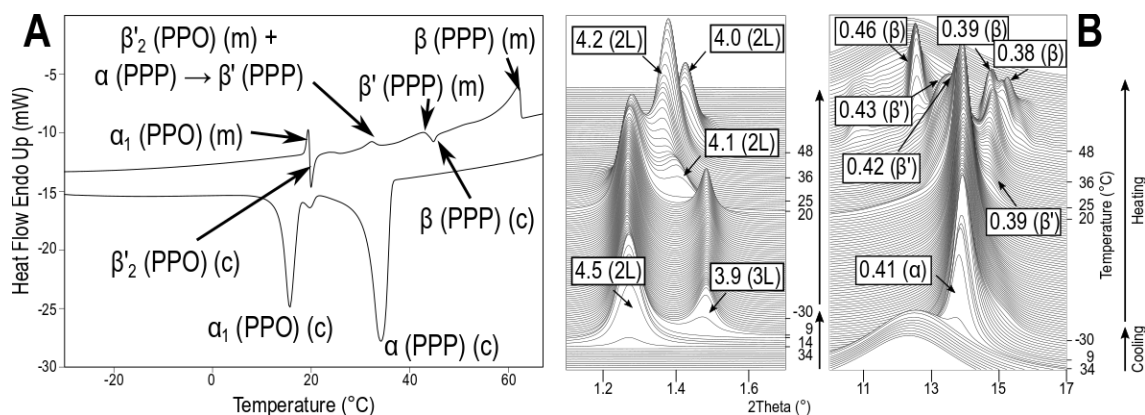 A
β'₂ (PPO) (m) +
α (PPP) → β' (PPP)
β (PPP) (m)
β' (PPP) (m)
α₁ (PPO) (m)
β (PPP) (c)
β'₂ (PPO) (c)
α₁ (PPO) (c)
α (PPP) (c)
Heat Flow Endo Up (mW)
-5
-10
-15
-20
-25
-30
-20
0
20
40
60
Temperature (°C)
B
4.2 (2L)
4.0 (2L)
4.1 (2L)
4.5 (2L)
3.9 (3L)
48
36
25
20
-30
9
14
34
1.2
1.4
1.6
2Theta (°)
0.46 (β)
0.39 (β)
0.38 (β)
0.43 (β')
0.42 (β')
0.39 (β')
0.41 (α)
48
36
25
20
-30
9
34
11
13
15
17
Temperature (°C)
Heating
Cooling